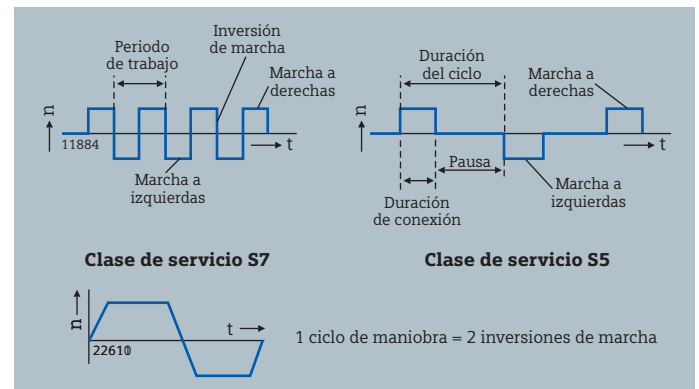 Periodo
de trabajo
Inversión
de marcha
Marcha a
derechas
n
11884
t
Marcha a
izquierdas
Clase de servicio S7
Duración
del ciclo
Marcha a
derechas
n
t
Pausa
Duración
de conexión
Marcha a
izquierdas
Clase de servicio S5
n
t
1 ciclo de maniobra = 2 inversiones de marcha